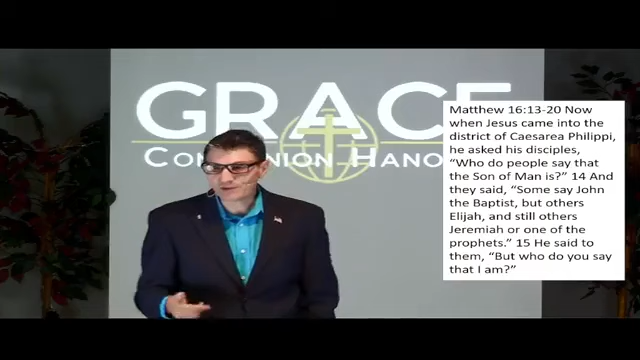 GRACE
COMMUNION HANO
Matthew 16:13-20 Now
when Jesus came into the
district of Caesarea Philippi,
he asked his disciples,
“Who do people say that
the Son of Man is?” 14 And
they said, “Some say John
the Baptist, but others
Elijah, and still others
Jeremiah or one of the
prophets.” 15 He said to
them, “But who do you say
that I am?”